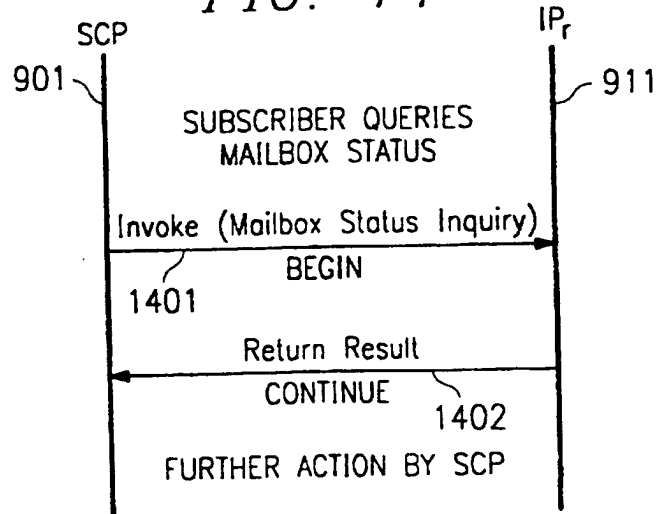 SCP
IPr
901
911
SUBSCRIBER QUERIES
MAILBOX STATUS
Invoke (Mailbox Status Inquiry)
BEGIN
1401
Return Result
CONTINUE
1402
FURTHER ACTION BY SCP